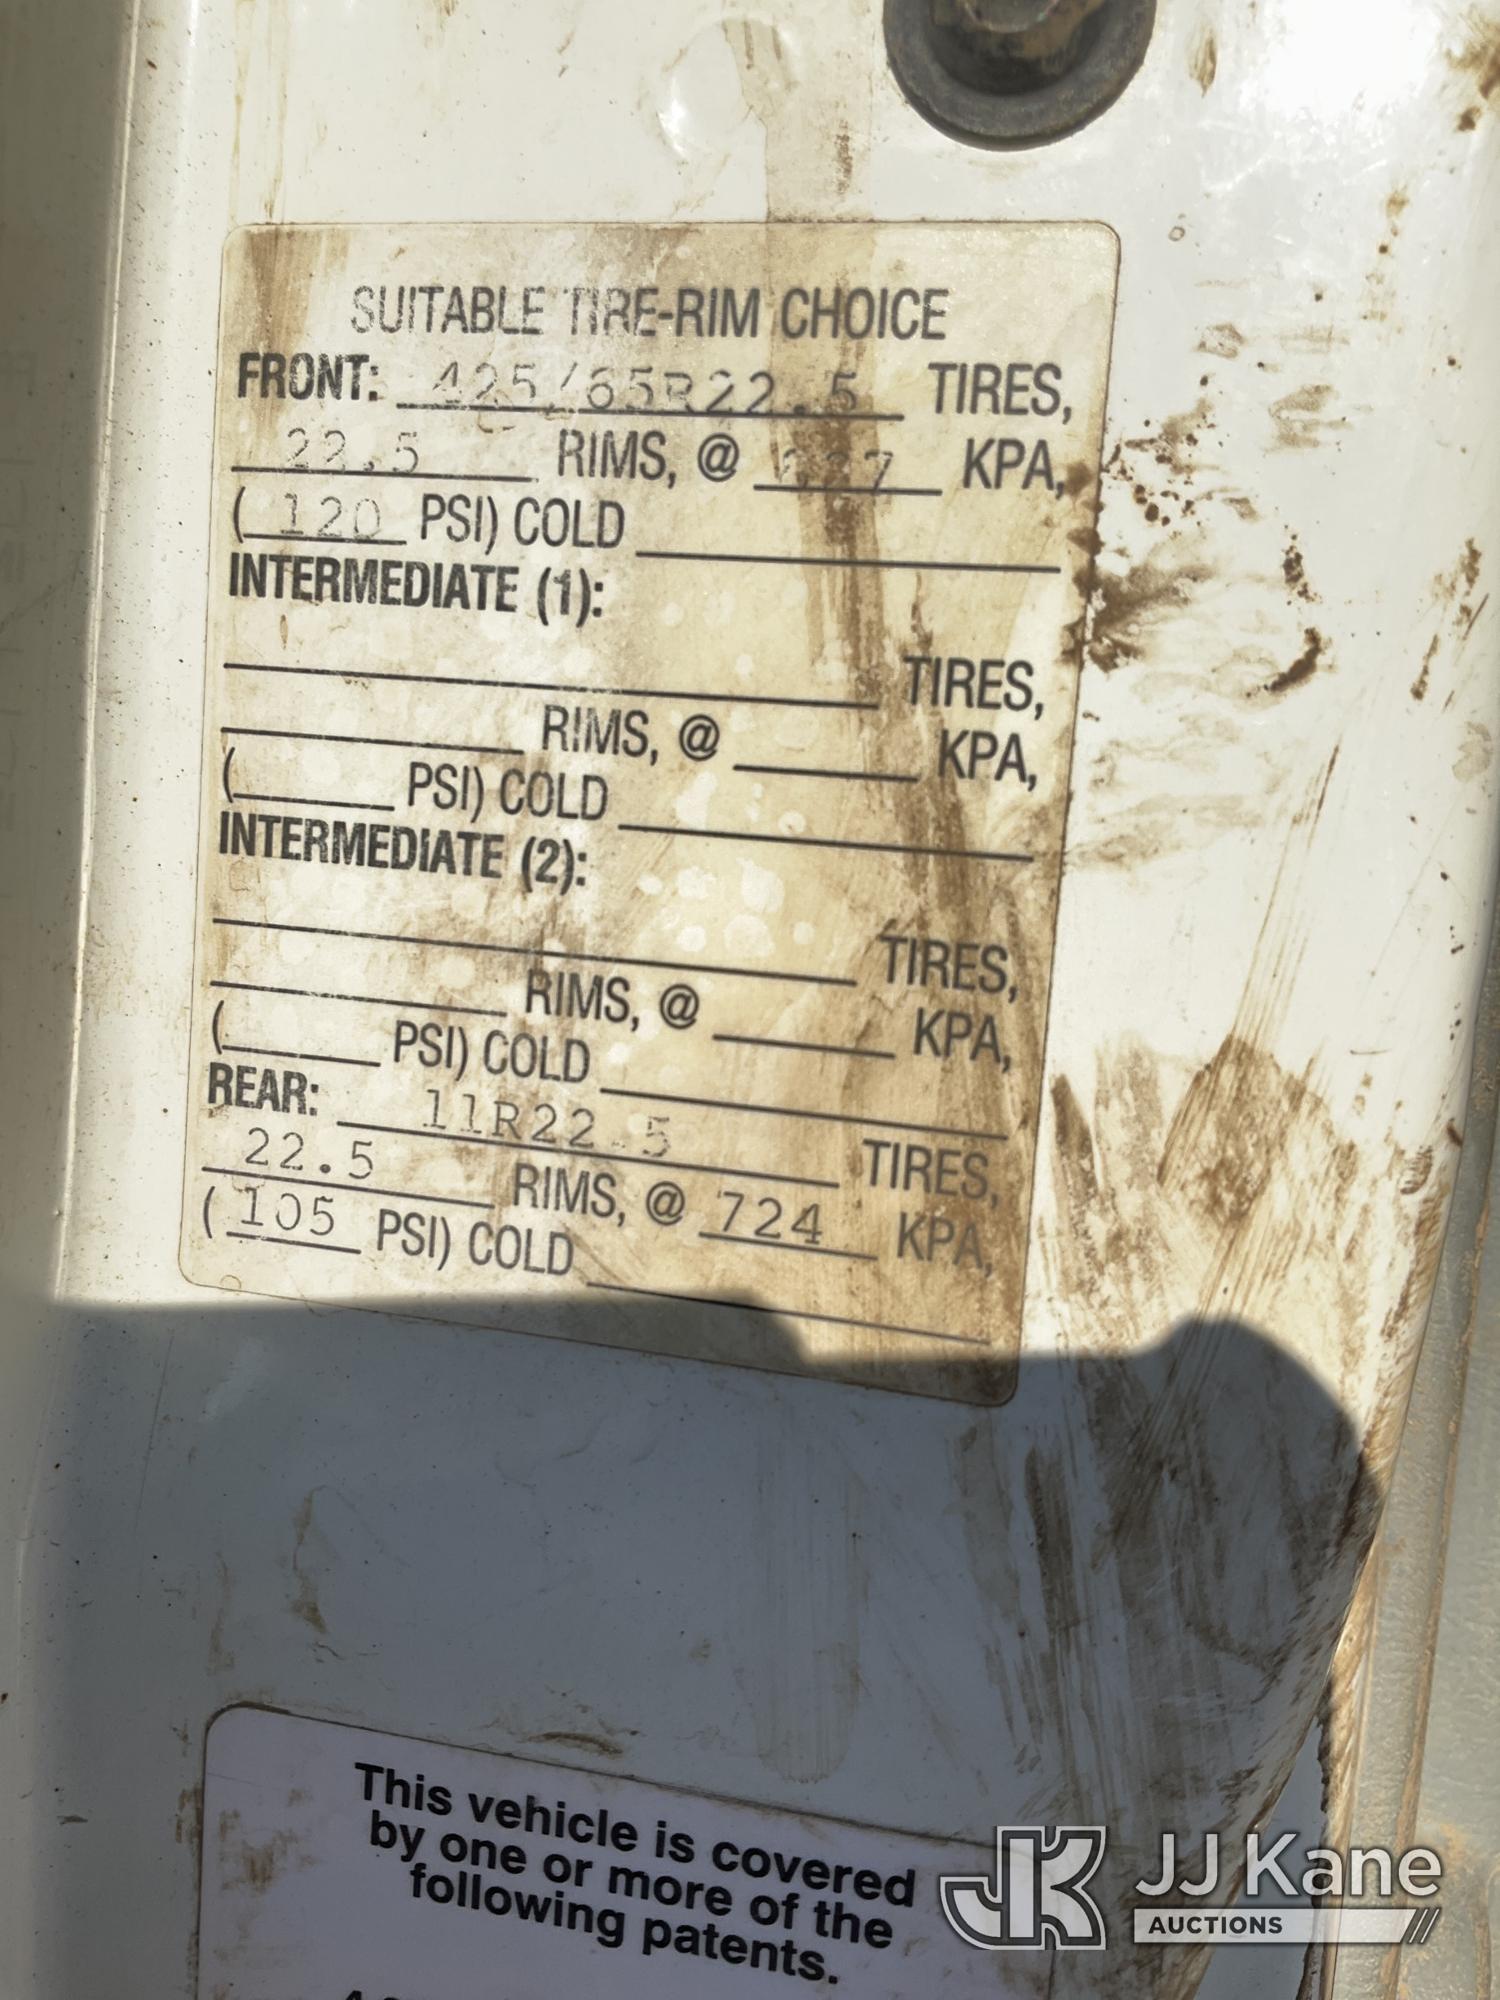 SUITABLE TIRE-RIM CHOICE
FRONT: 425/65R22.5 TIRES,
22.5 RIMS, @ KPA,
(120 PSI) COLD
INTERMEDIATE (1):
TIRES,
RIMS, @ KPA,
( PSI) COLD
INTERMEDIATE (2):
TIRES,
RIMS, @ KPA,
( PSI) COLD
REAR: 11R22.5 TIRES,
22.5 RIMS, @ 724 KPA,
(105 PSI) COLD
This vehicle is covered
by one or more of the
following patents.
JK JJ Kane
AUCTIONS